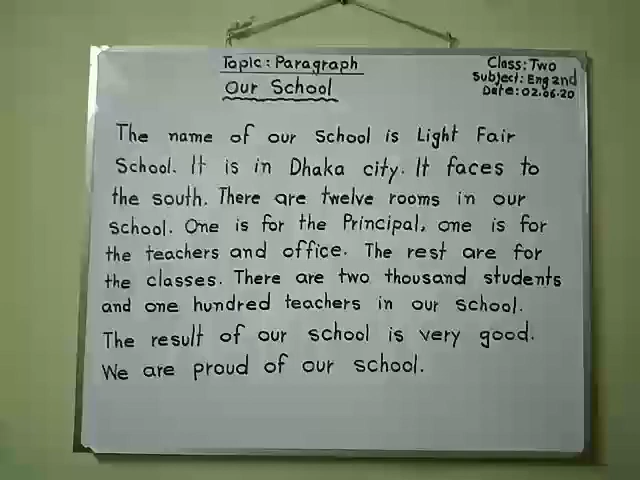 Topic: Paragraph
Our School
Class: Two
Subject: Eng 2nd
Date: 02.06.20
The name of our School is Light Fair
School. It is in Dhaka city. It faces to
the south. There are twelve rooms in our
school. One is for the Principal, one is for
the teachers and office. The rest are for
the classes. There are two thousand students
and one hundred teachers in our school.
The result of our school is very good.
We are proud of our school.